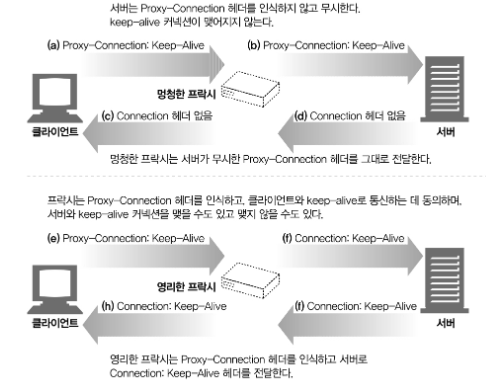 서버는 Proxy-Connection 헤더를 인식하지 않고 무시한다.
keep-alive 커넥션이 맺어지지 않는다.
(a) Proxy-Connection: Keep-Alive
(b) Proxy-Connection: Keep-Alive
멍청한 프락시
(c) Connection 헤더 없음
(d) Connection 헤더 없음
클라이언트
서버
멍청한 프락시는 서버가 무시한 Proxy-Connection 헤더를 그대로 전달한다.
프락시는 Proxy-Connection 헤더를 인식하고, 클라이언트와 keep-alive로 통신하는 데 동의하며,
서버와 keep-alive 커넥션을 맺을 수도 있고 맺지 않을 수도 있다.
(e) Proxy-Connection: Keep-Alive
(f) Connection: Keep-Alive
영리한 프락시
(h) Connection: Keep-Alive
(f) Connection: Keep-Alive
클라이언트
서버
영리한 프락시는 Proxy-Connection 헤더를 인식하고 서버로
Connection: Keep-Alive 헤더를 전달한다.